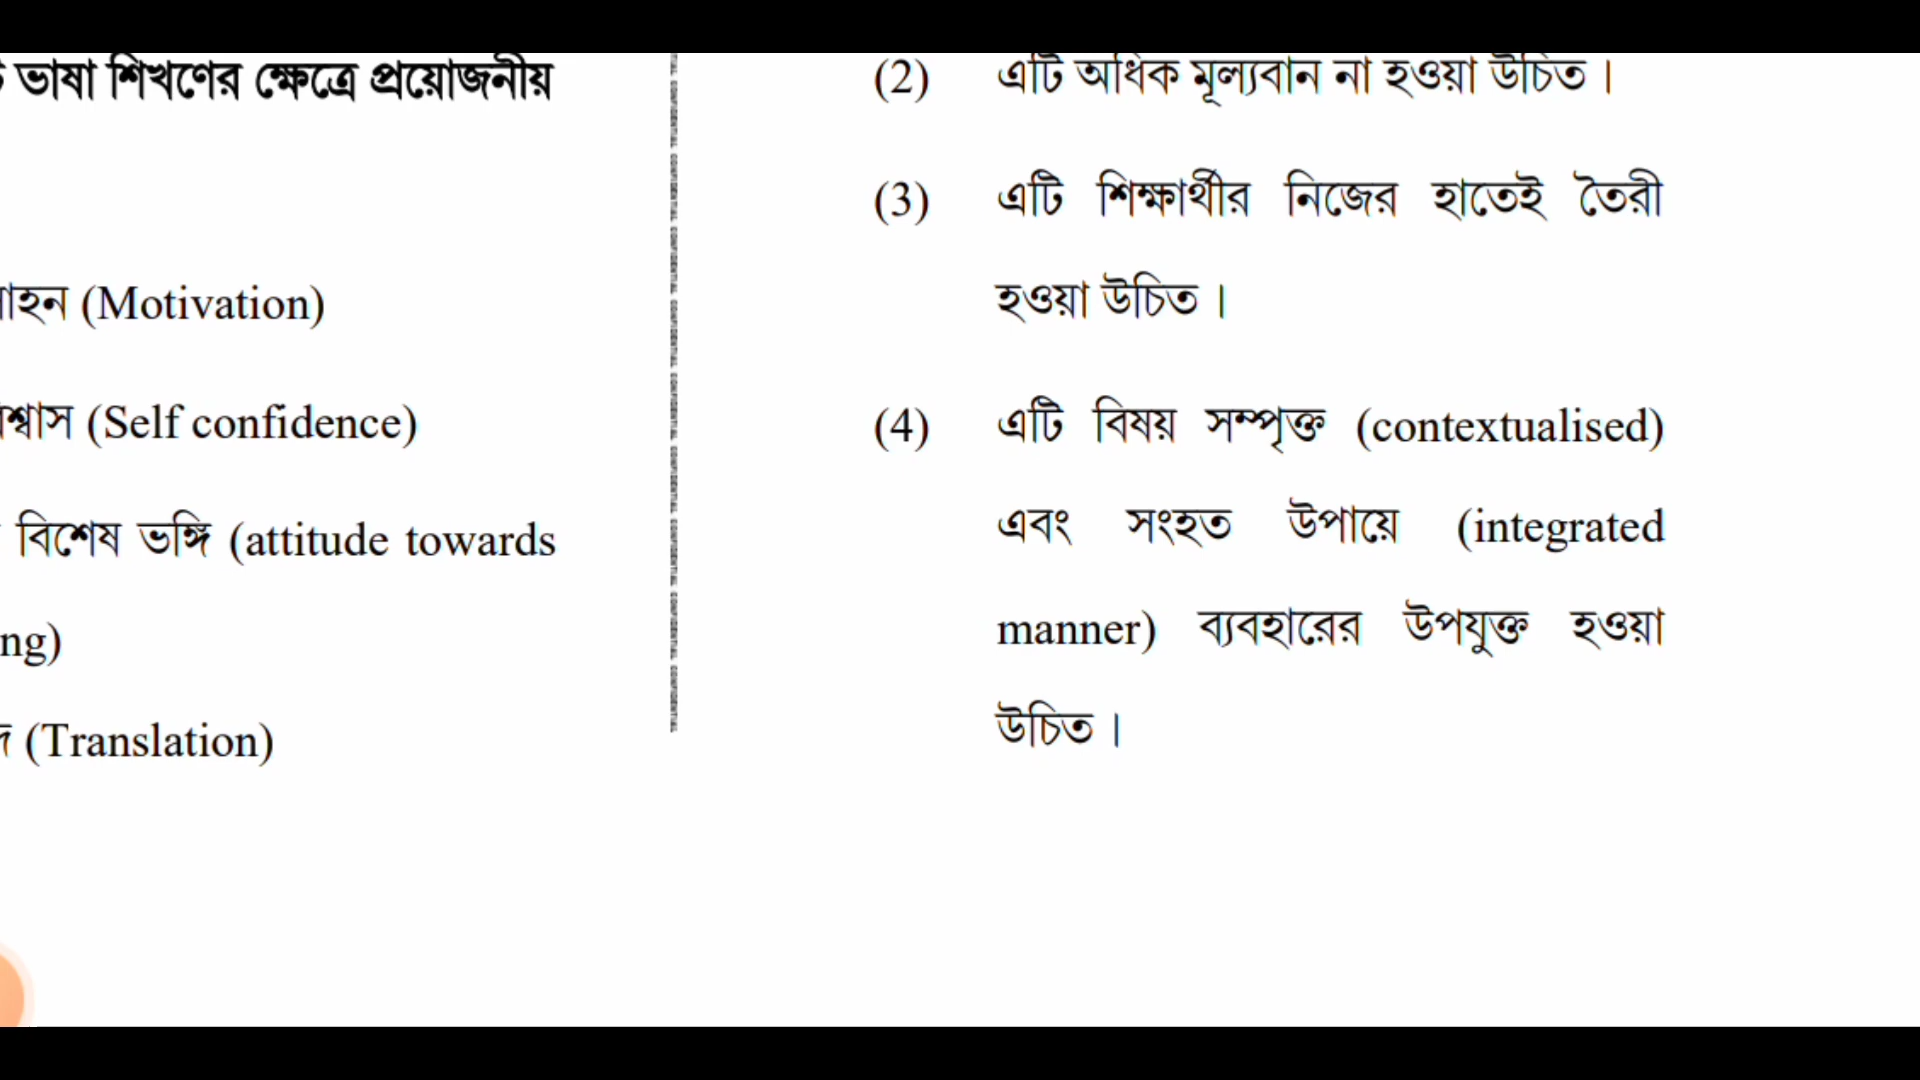 ভাষা শিখণের ক্ষেত্রে প্রয়োজনীয়
(Motivation)
(Self confidence)
বিশেষ ভঙ্গি (attitude towards
(Translation)
(2) এটি অধিক মূল্যবান না হওয়া উচিত ।
(3) এটি শিক্ষার্থীর নিজের হাতেই তৈরী
হওয়া উচিত ।
(4) এটি বিষয় সম্পৃক্ত (contextualised)
এবং সংহত উপায়ে (integrated
manner) ব্যবহারের উপযুক্ত হওয়া
উচিত ।